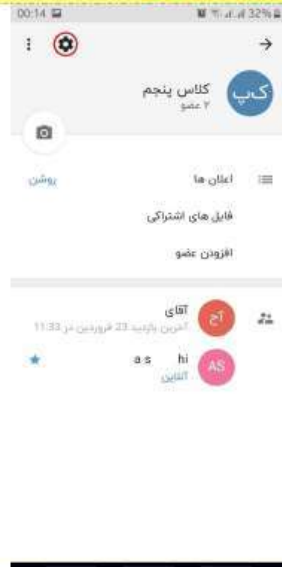 00:14 32%
کلاس پنجم
کپ
۲ عضو
اعلان ها
روشن
فایل های اشتراکی
افزودن عضو
آقای
آح
آخرین بازدید 23 فروردین در 11:33
a s hi
AS
آنلاین